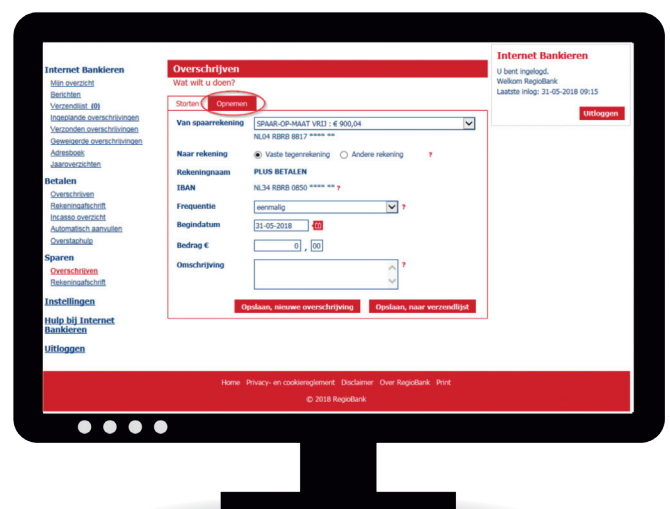 Internet Bankieren
Mijn overzicht
Berichten
Verzendlijst (0)
Ingeplande overschrijvingen
Verzonden overschrijvingen
Geweigerde overschrijvingen
Adresboek
Jaaroverzichten
Betalen
Overschrijven
Rekeningafschrift
Incasso overzicht
Automatisch aanvullen
Overstaphulp
Sparen
Overschrijven
Rekeningafschrift
Instellingen
Hulp bij Internet
Bankieren
Uitloggen
Overschrijven
Wat wilt u doen?
Storten Opnemen
Van spaarrekening SPAAR-OP-MAAT VRIJ : € 900,04
NL04 RBRB 8817 **** **
Naar rekening Vaste tegenrekening Andere rekening ?
Rekeningnaam PLUS BETALEN
IBAN NL34 RBRB 0850 **** ** ?
Frequentie eenmalig ?
Begindatum 31-05-2018
Bedrag € 0 , 00
Omschrijving ?
Opslaan, nieuwe overschrijving Opslaan, naar verzendlijst
Internet Bankieren
U bent ingelogd.
Welkom RegioBank
Laatste inlog: 31-05-2018 09:15
Uitloggen
Home Privacy- en cookiereglement Disclaimer Over RegioBank Print
© 2018 RegioBank